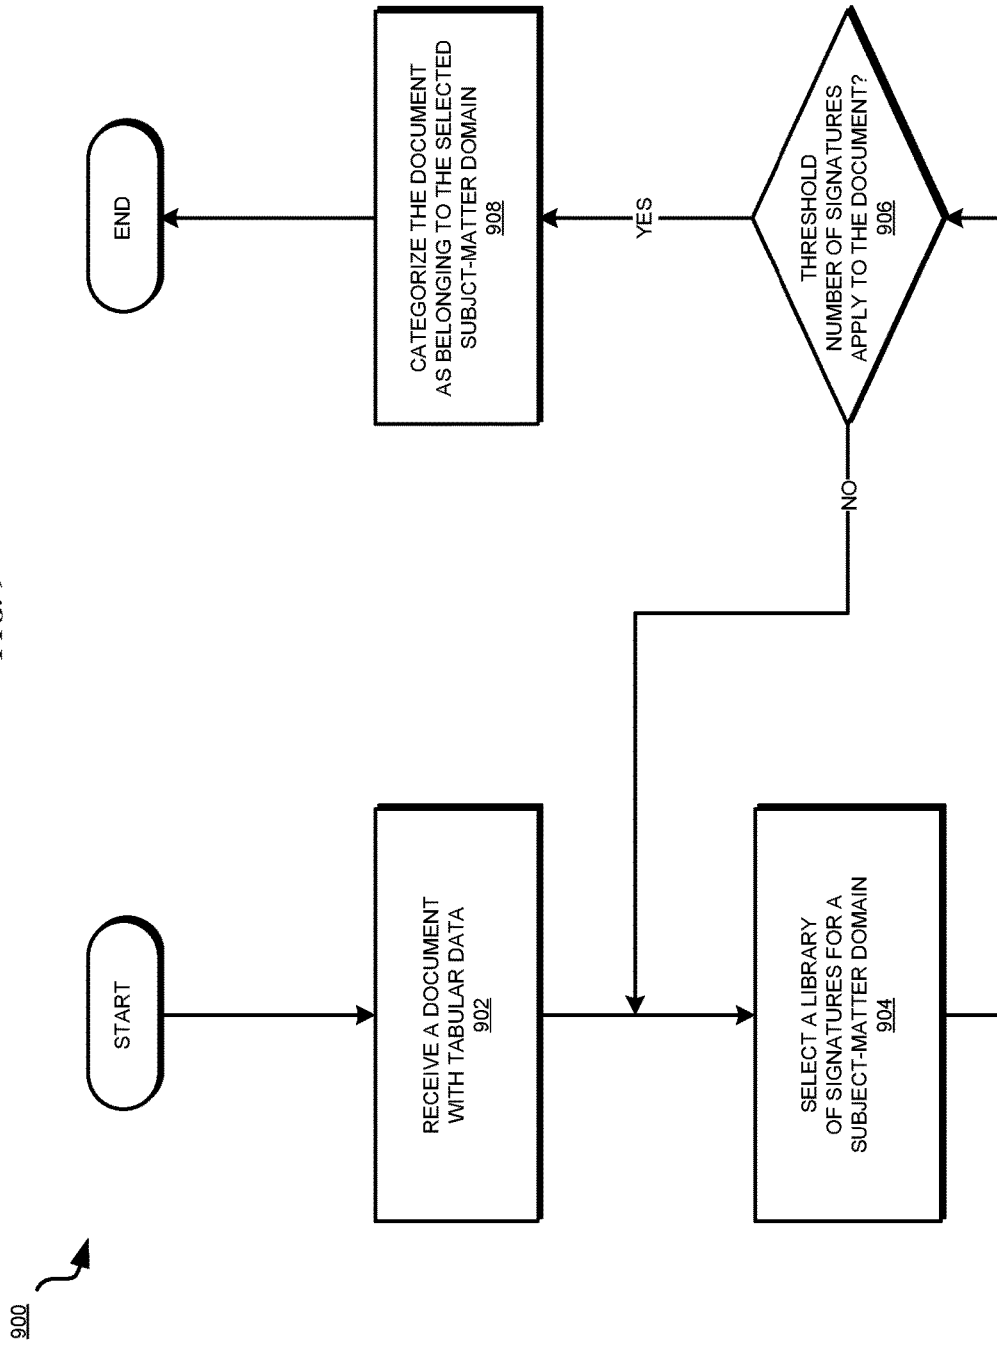 900
START
RECEIVE A DOCUMENT
WITH TABULAR DATA
902
SELECT A LIBRARY
OF SIGNATURES FOR A
SUBJECT-MATTER DOMAIN
904
THRESHOLD
NUMBER OF SIGNATURES
APPLY TO THE DOCUMENT?
906
NO
YES
CATEGORIZE THE DOCUMENT
AS BELONGING TO THE SELECTED
SUBJCT-MATTER DOMAIN
908
END